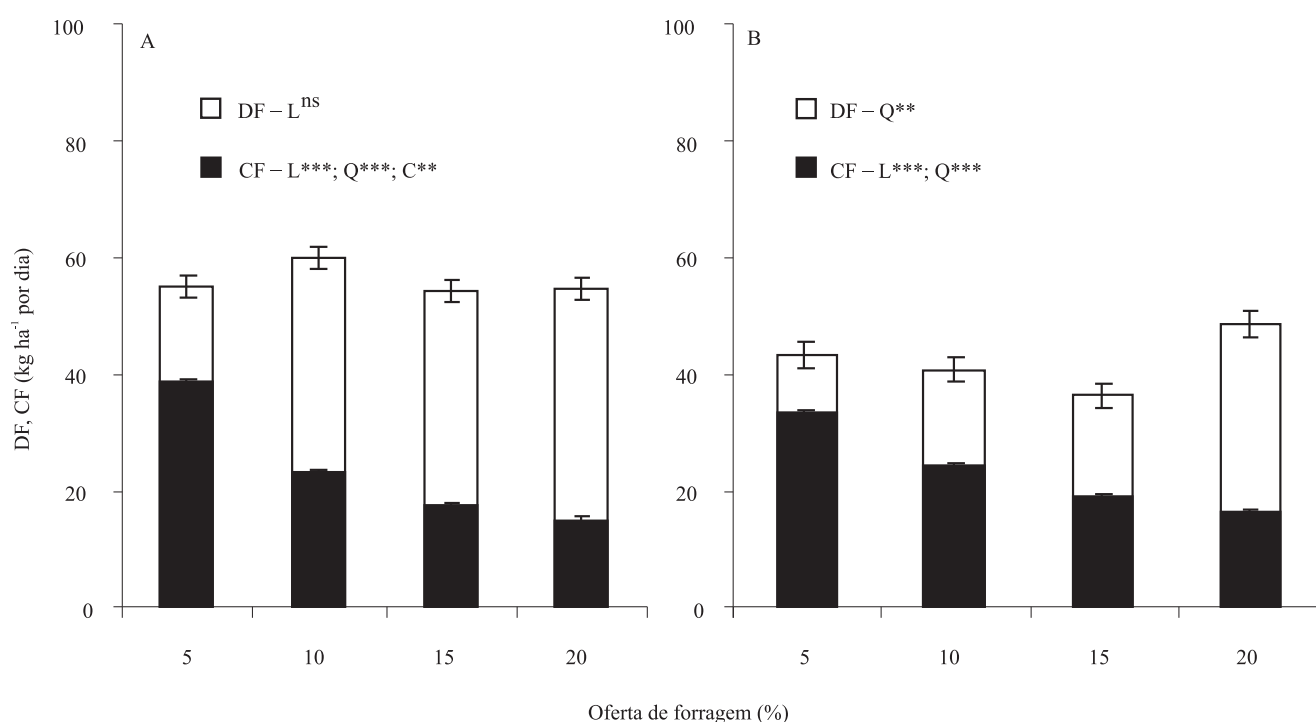 100
A
DF – L^ns
80
CF – L***; Q***; C**
60
40
20
0
5 10 15 20
DF, CF (kg ha⁻¹ por dia)
100
B
DF – Q**
80
CF – L***; Q***
60
40
20
0
5 10 15 20
Oferta de forragem (%)